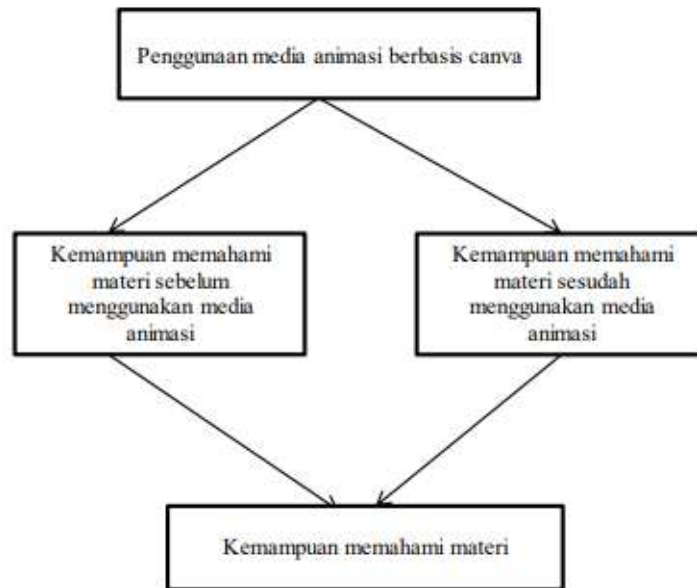 Penggunaan media animasi berbasis canva
Kemampuan memahami
materi sebelum
menggunakan media
animasi
Kemampuan memahami
materi sesudah
menggunakan media
animasi
Kemampuan memahami materi